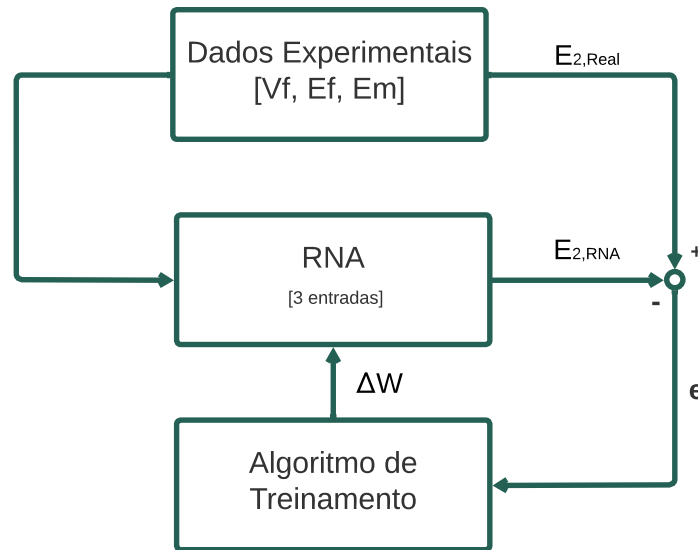 Dados Experimentais
[Vf, Ef, Em]
E2,Real
RNA
[3 entradas]
E2,RNA
+
-
ΔW
e
Algoritmo de
Treinamento